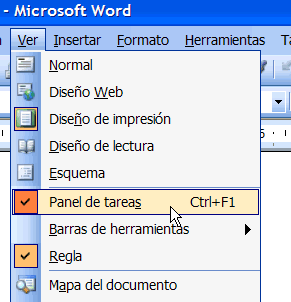 - Microsoft Word
Ver Insertar Formato Herramientas
Normal
Diseño Web
Diseño de impresión
Diseño de lectura
Esquema
Panel de tareas Ctrl+F1
Barras de herramientas
Regla
Mapa del documento